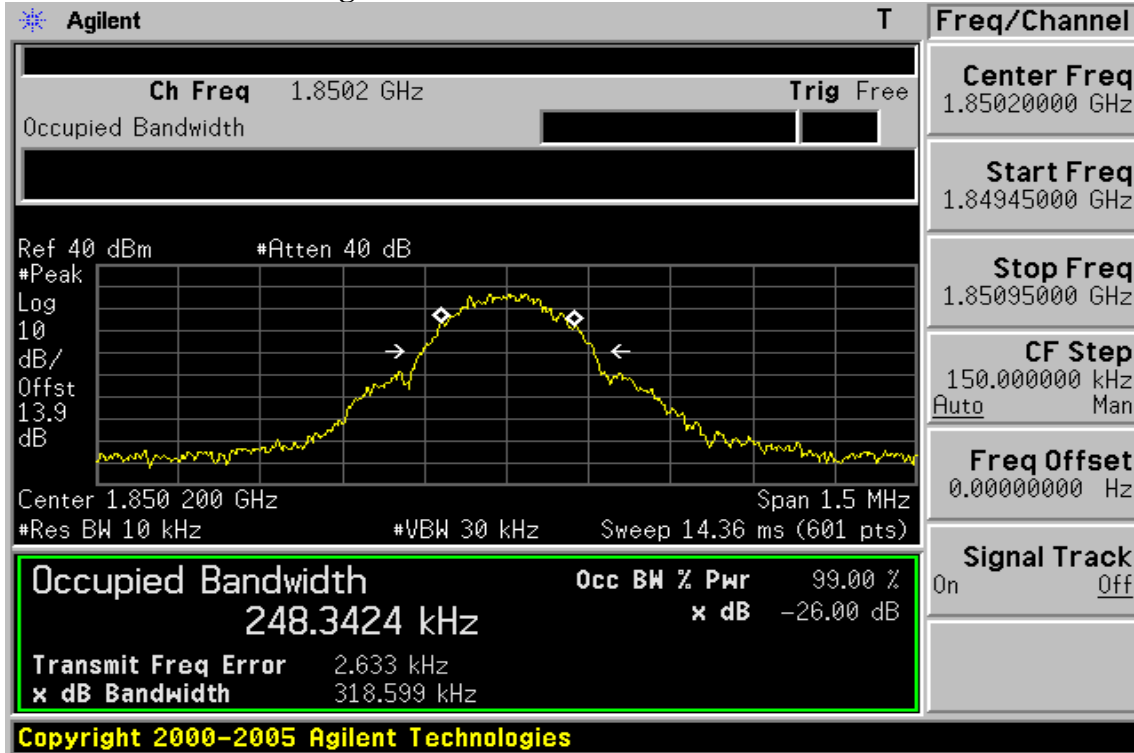 Agilent T Freq/Channel
Ch Freq 1.8502 GHz Trig Free
Occupied Bandwidth
Center Freq
1.85020000 GHz
Start Freq
1.84945000 GHz
Stop Freq
1.85095000 GHz
CF Step
150.000000 kHz
Auto Man
Freq Offset
0.00000000 Hz
Signal Track
On Off
Ref 40 dBm #Atten 40 dB
#Peak
Log
10
dB/
Offst
13.9
dB
Center 1.850 200 GHz Span 1.5 MHz
#Res BW 10 kHz #VBW 30 kHz Sweep 14.36 ms (601 pts)
Occupied Bandwidth Occ BW % Pwr 99.00 %
248.3424 kHz x dB -26.00 dB
Transmit Freq Error 2.633 kHz
x dB Bandwidth 318.599 kHz
Copyright 2000-2005 Agilent Technologies